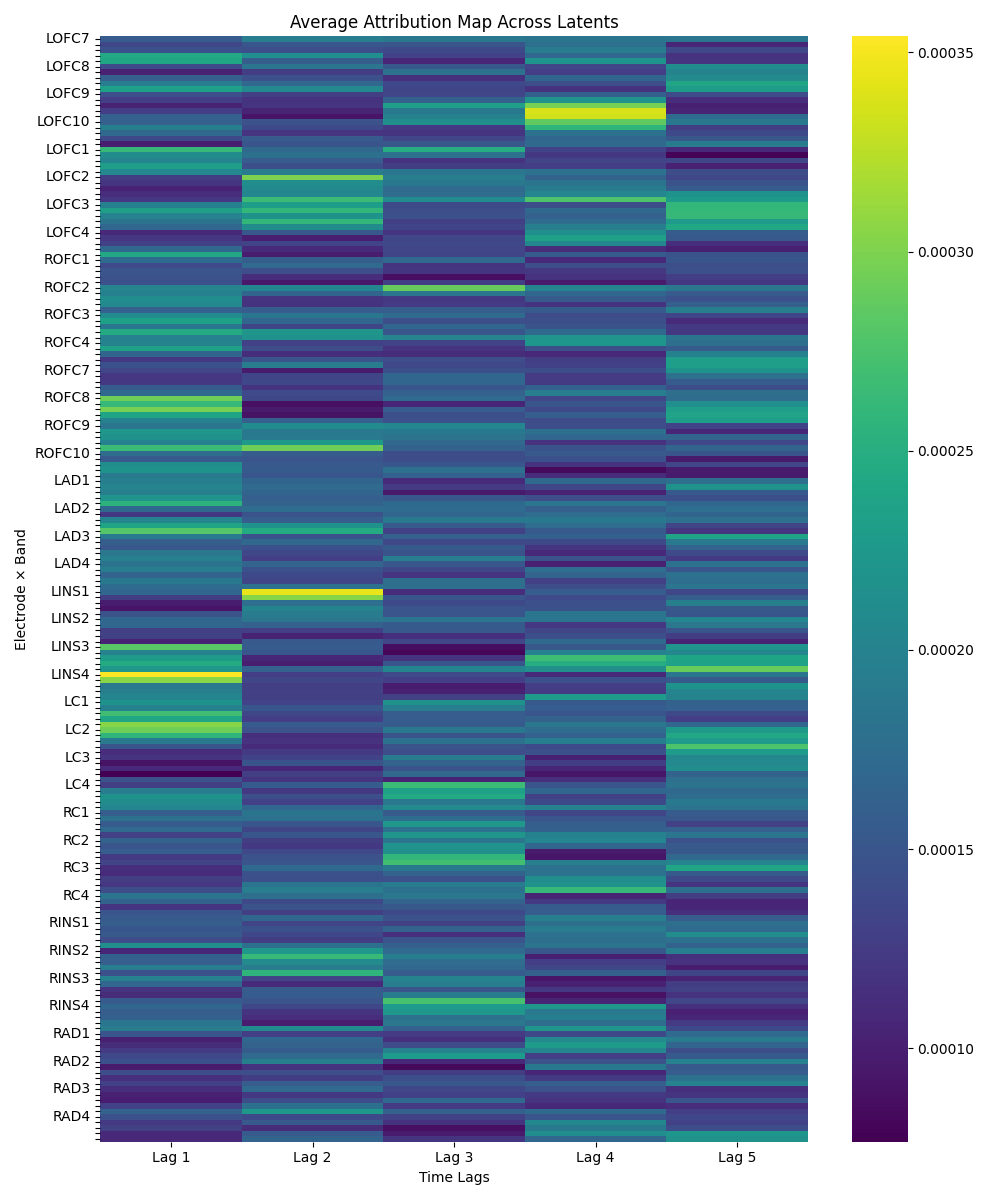 Average Attribution Map Across Latents
LOFC7
LOFC8
LOFC9
LOFC10
LOFC1
LOFC2
LOFC3
LOFC4
ROFC1
ROFC2
ROFC3
ROFC4
ROFC7
ROFC8
ROFC9
ROFC10
LAD1
LAD2
LAD3
LAD4
LINS1
LINS2
LINS3
LINS4
LC1
LC2
LC3
LC4
RC1
RC2
RC3
RC4
RINS1
RINS2
RINS3
RINS4
RAD1
RAD2
RAD3
RAD4
Electrode × Band
Lag 1 Lag 2 Lag 3 Lag 4 Lag 5
Time Lags
0.00035
0.00030
0.00025
0.00020
0.00015
0.00010